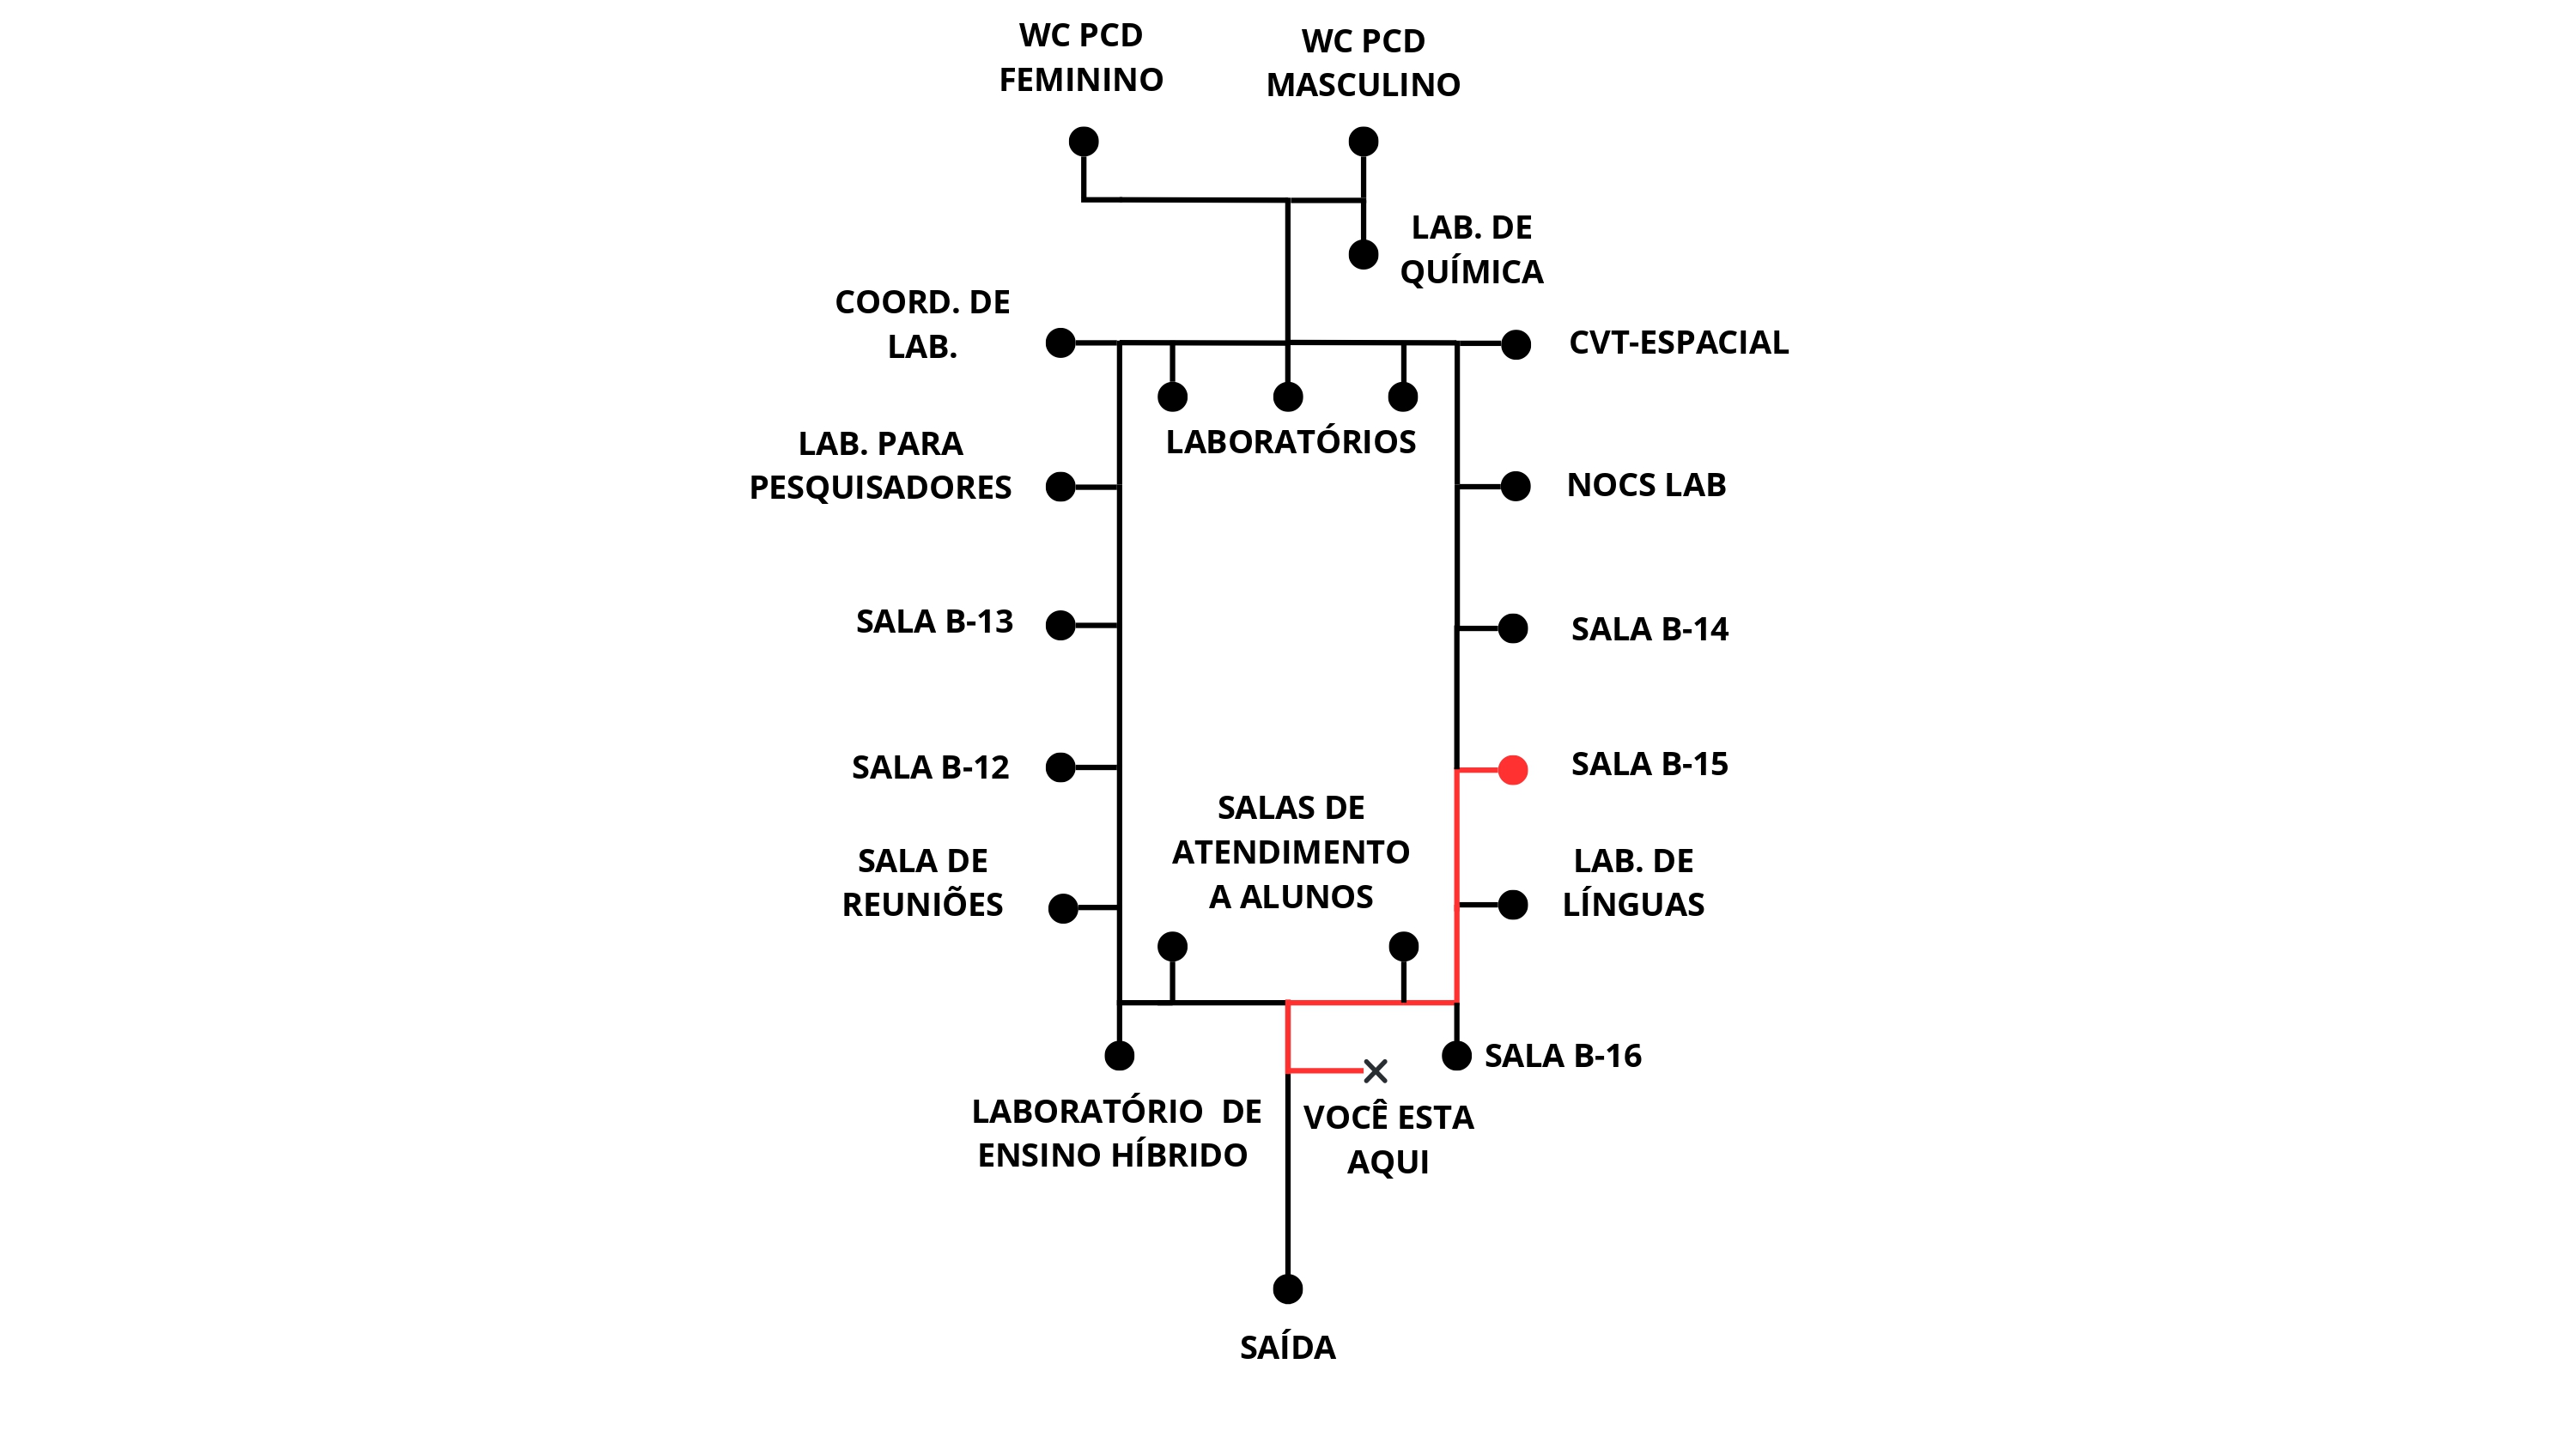 WC PCD
FEMININO
WC PCD
MASCULINO
LAB. DE
QUÍMICA
COORD. DE
LAB.
CVT-ESPACIAL
LABORATÓRIOS
LAB. PARA
PESQUISADORES
NOCS LAB
SALA B-13
SALA B-14
SALA B-12
SALA B-15
SALAS DE
ATENDIMENTO
A ALUNOS
SALA DE
REUNIÕES
LAB. DE
LÍNGUAS
SALA B-16
LABORATÓRIO DE
ENSINO HÍBRIDO
VOCÊ ESTA
AQUI
SAÍDA